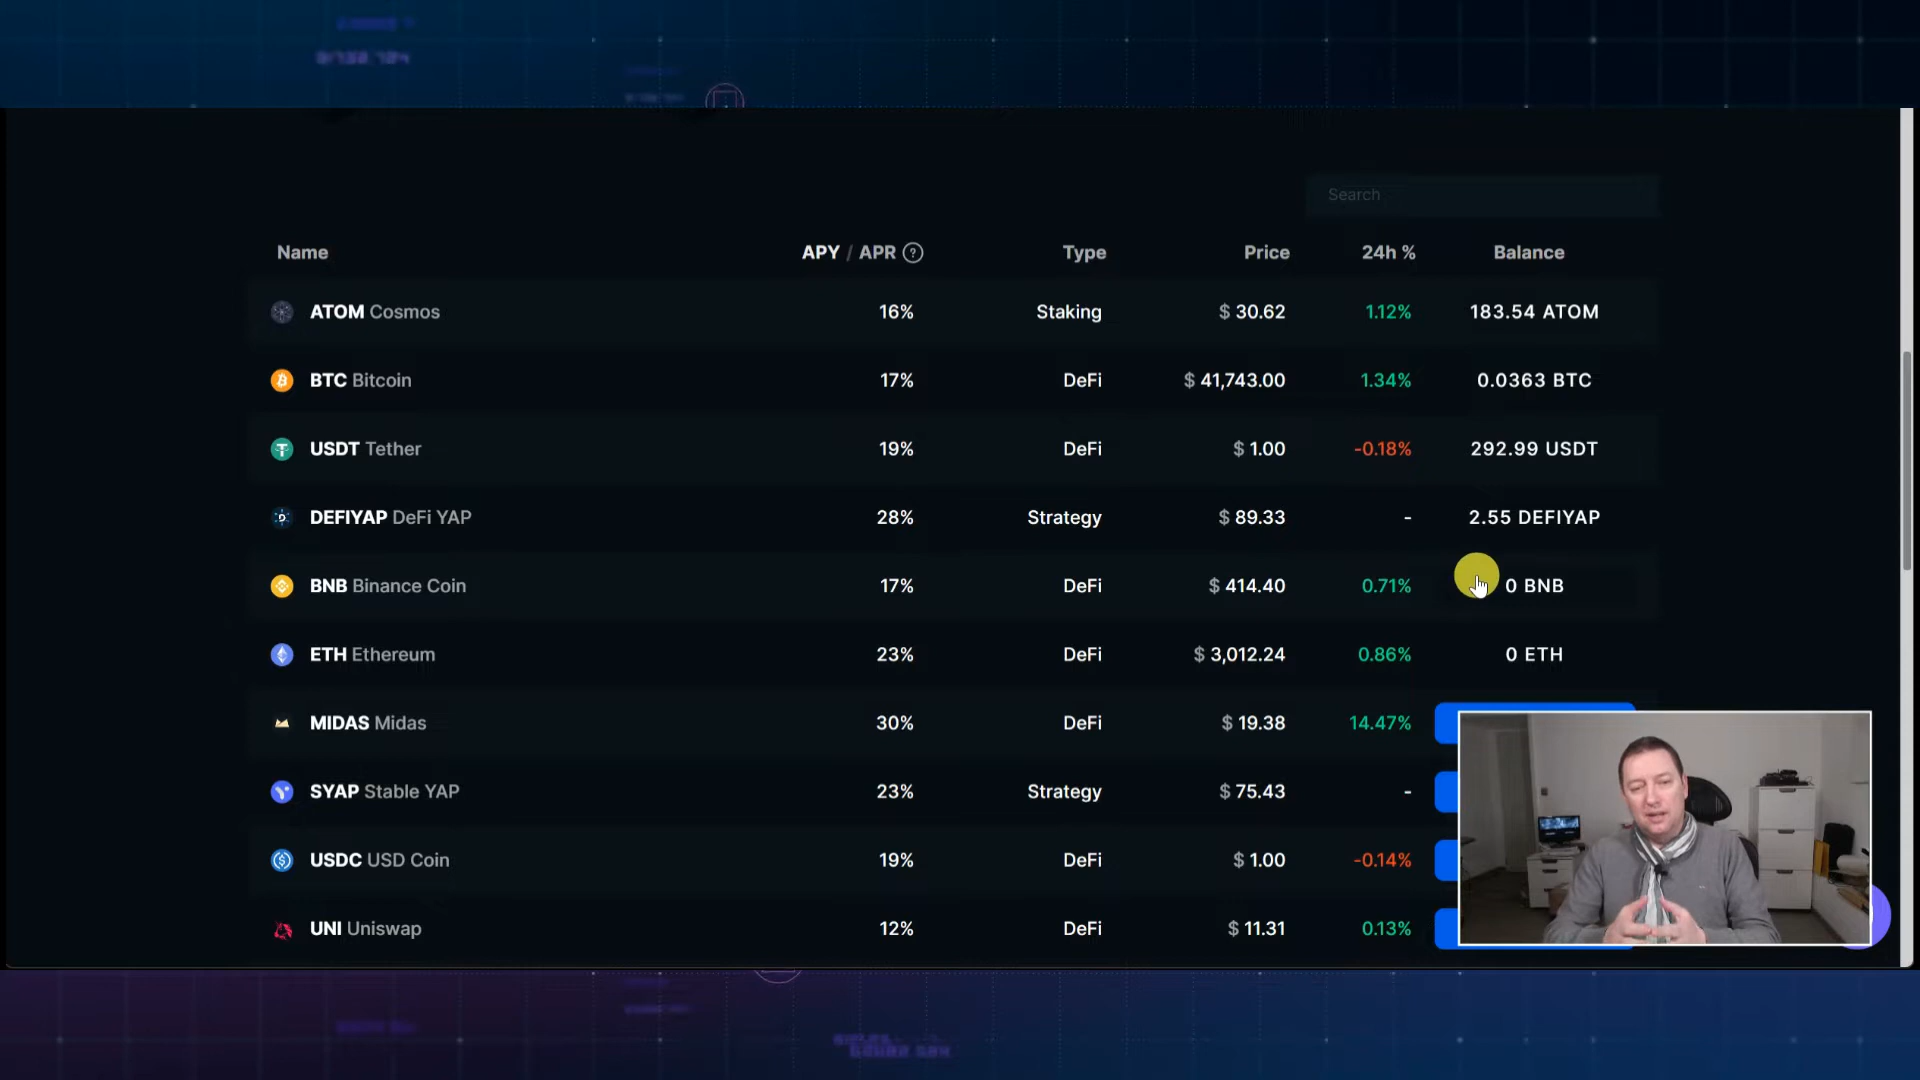 Search
Name APY / APR ? Type Price 24h % Balance
ATOM Cosmos 16% Staking $ 30.62 1.12% 183.54 ATOM
BTC Bitcoin 17% DeFi $ 41,743.00 1.34% 0.0363 BTC
USDT Tether 19% DeFi $ 1.00 -0.18% 292.99 USDT
DEFIYAP DeFi YAP 28% Strategy $ 89.33 - 2.55 DEFIYAP
BNB Binance Coin 17% DeFi $ 414.40 0.71% 0 BNB
ETH Ethereum 23% DeFi $ 3,012.24 0.86% 0 ETH
MIDAS Midas 30% DeFi $ 19.38 14.47%
SYAP Stable YAP 23% Strategy $ 75.43 -
USDC USD Coin 19% DeFi $ 1.00 -0.14%
UNI Uniswap 12% DeFi $ 11.31 0.13%